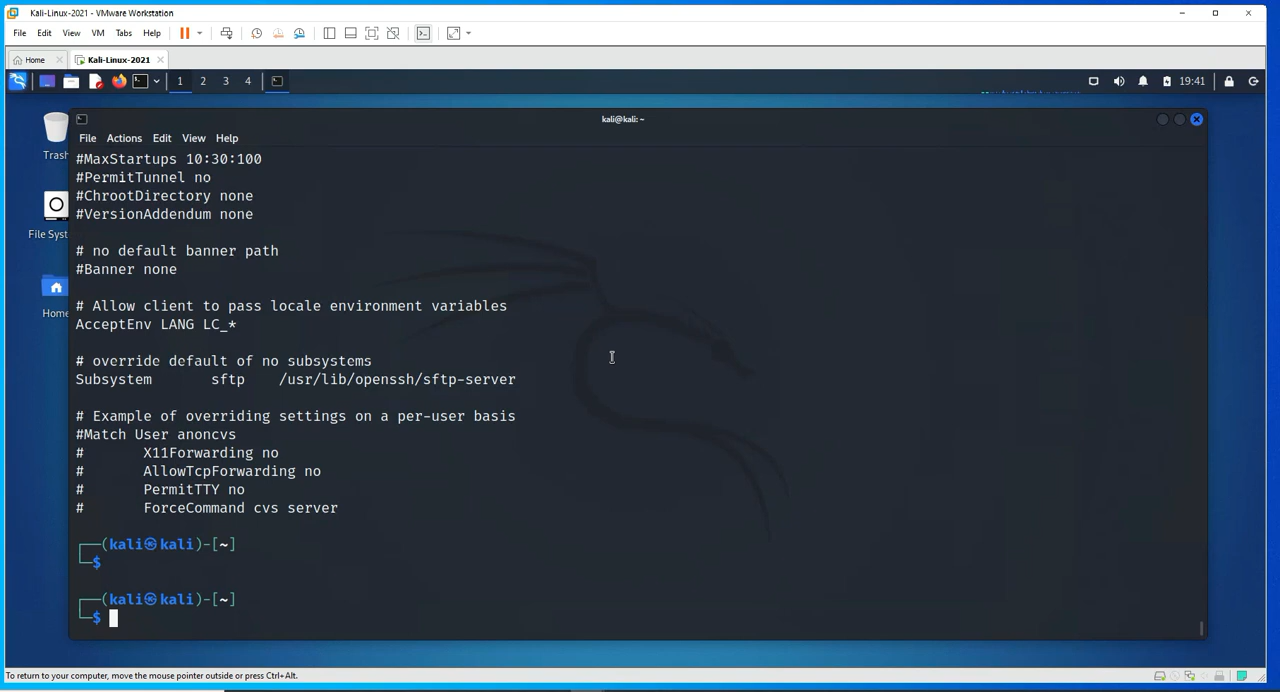 Kali-Linux-2021 - VMware Workstation
File Edit View VM Tabs Help
Home
Kali-Linux-2021
1 2 3 4
19:41
kali@kali: ~
File Actions Edit View Help
Trash
File Syst
Home
#MaxStartups 10:30:100
#PermitTunnel no
#ChrootDirectory none
#VersionAddendum none
# no default banner path
#Banner none
# Allow client to pass locale environment variables
AcceptEnv LANG LC_*
# override default of no subsystems
Subsystem sftp /usr/lib/openssh/sftp-server
# Example of overriding settings on a per-user basis
#Match User anoncvs
# X11Forwarding no
# AllowTcpForwarding no
# PermitTTY no
# ForceCommand cvs server
┌──(kali㉿kali)-[~]
└─$
┌──(kali㉿kali)-[~]
└─$
To return to your computer, move the mouse pointer outside or press Ctrl+Alt.